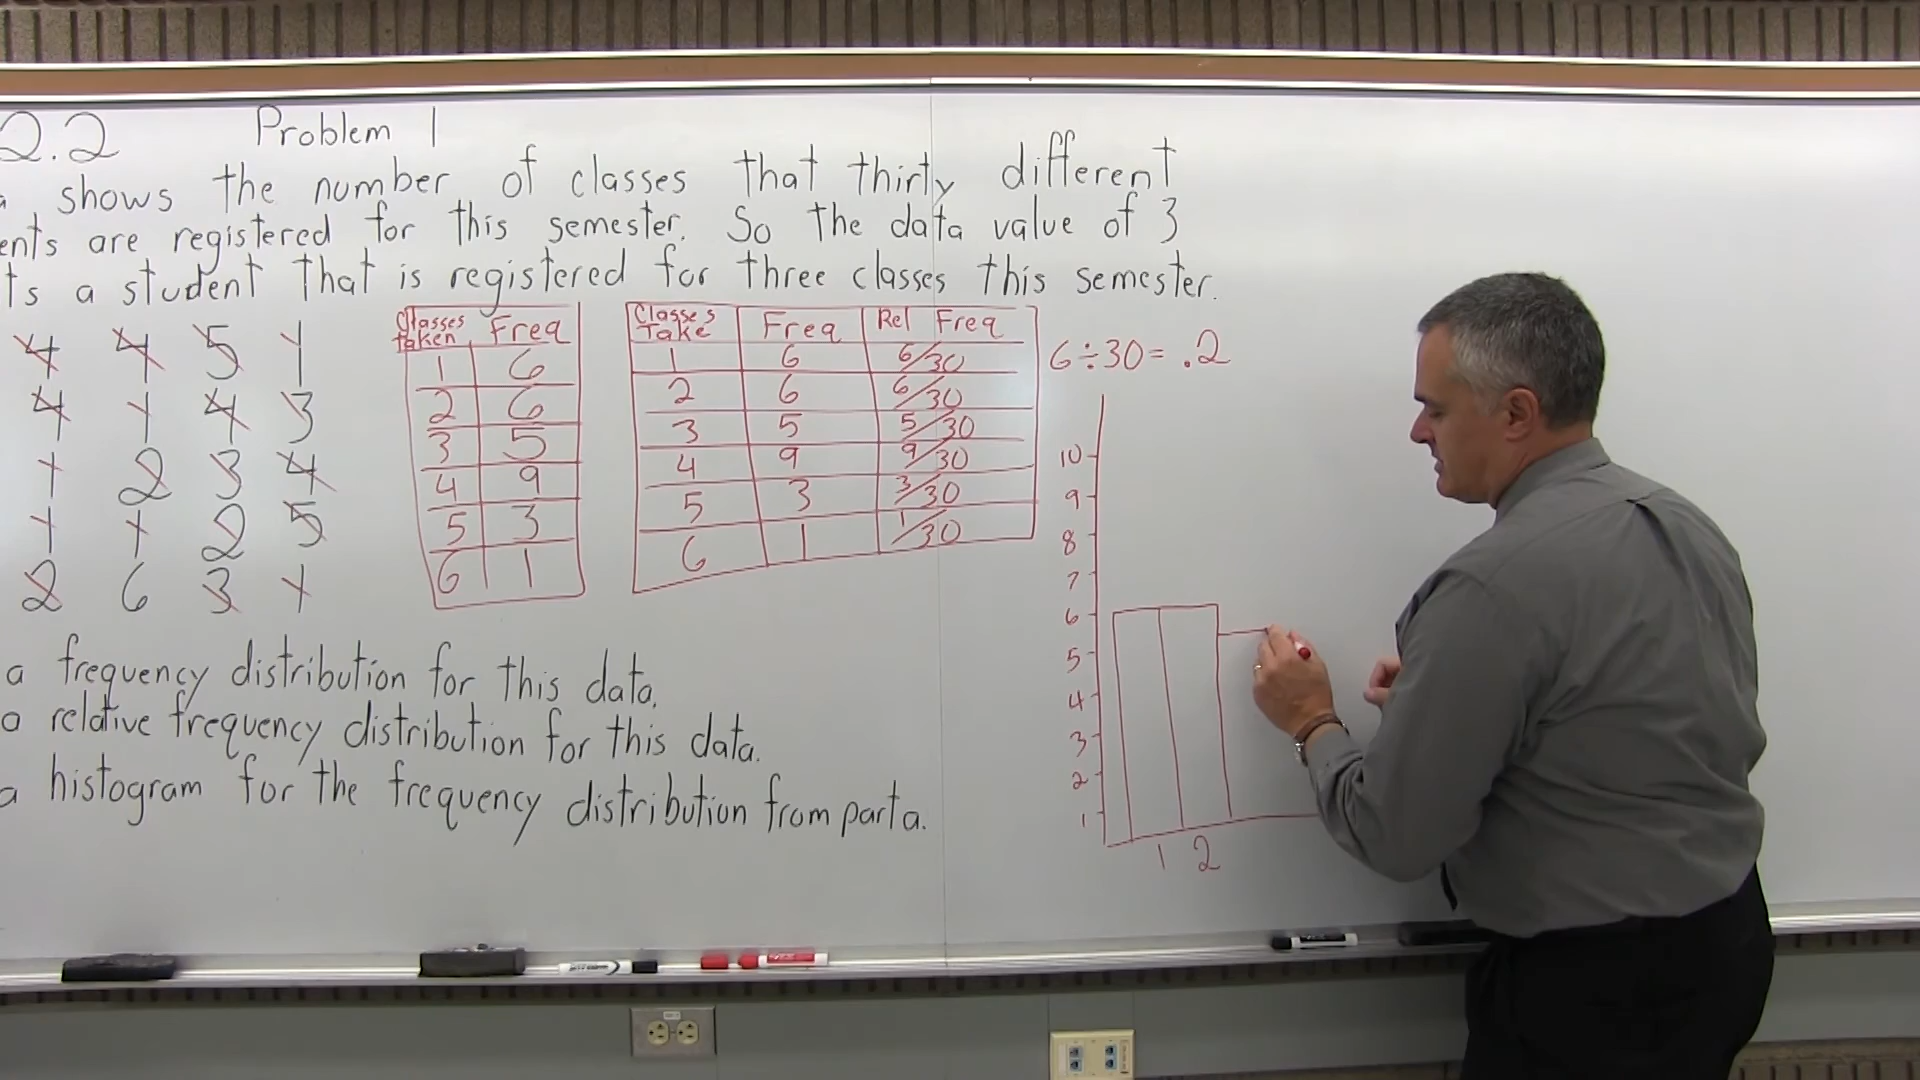 2.2 Problem 1
shows the number of classes that thirty different
ents are registered for this semester. So the data value of 3
ts a student that is registered for three classes this semester.
4 4 5 1
4 1 4 3
1 2 3 4
1 1 2 5
2 6 3 1
Classes taken Freq
1 6
2 6
3 5
4 9
5 3
6 1
Classes Take Freq Rel Freq
1 6 6/30
2 6 6/30
3 5 5/30
4 9 9/30
5 3 3/30
6 1 1/30
6÷30= .2
10
9
8
7
6
5
4
3
2
1
1 2
a frequency distribution for this data.
a relative frequency distribution for this data.
a histogram for the frequency distribution from part a.